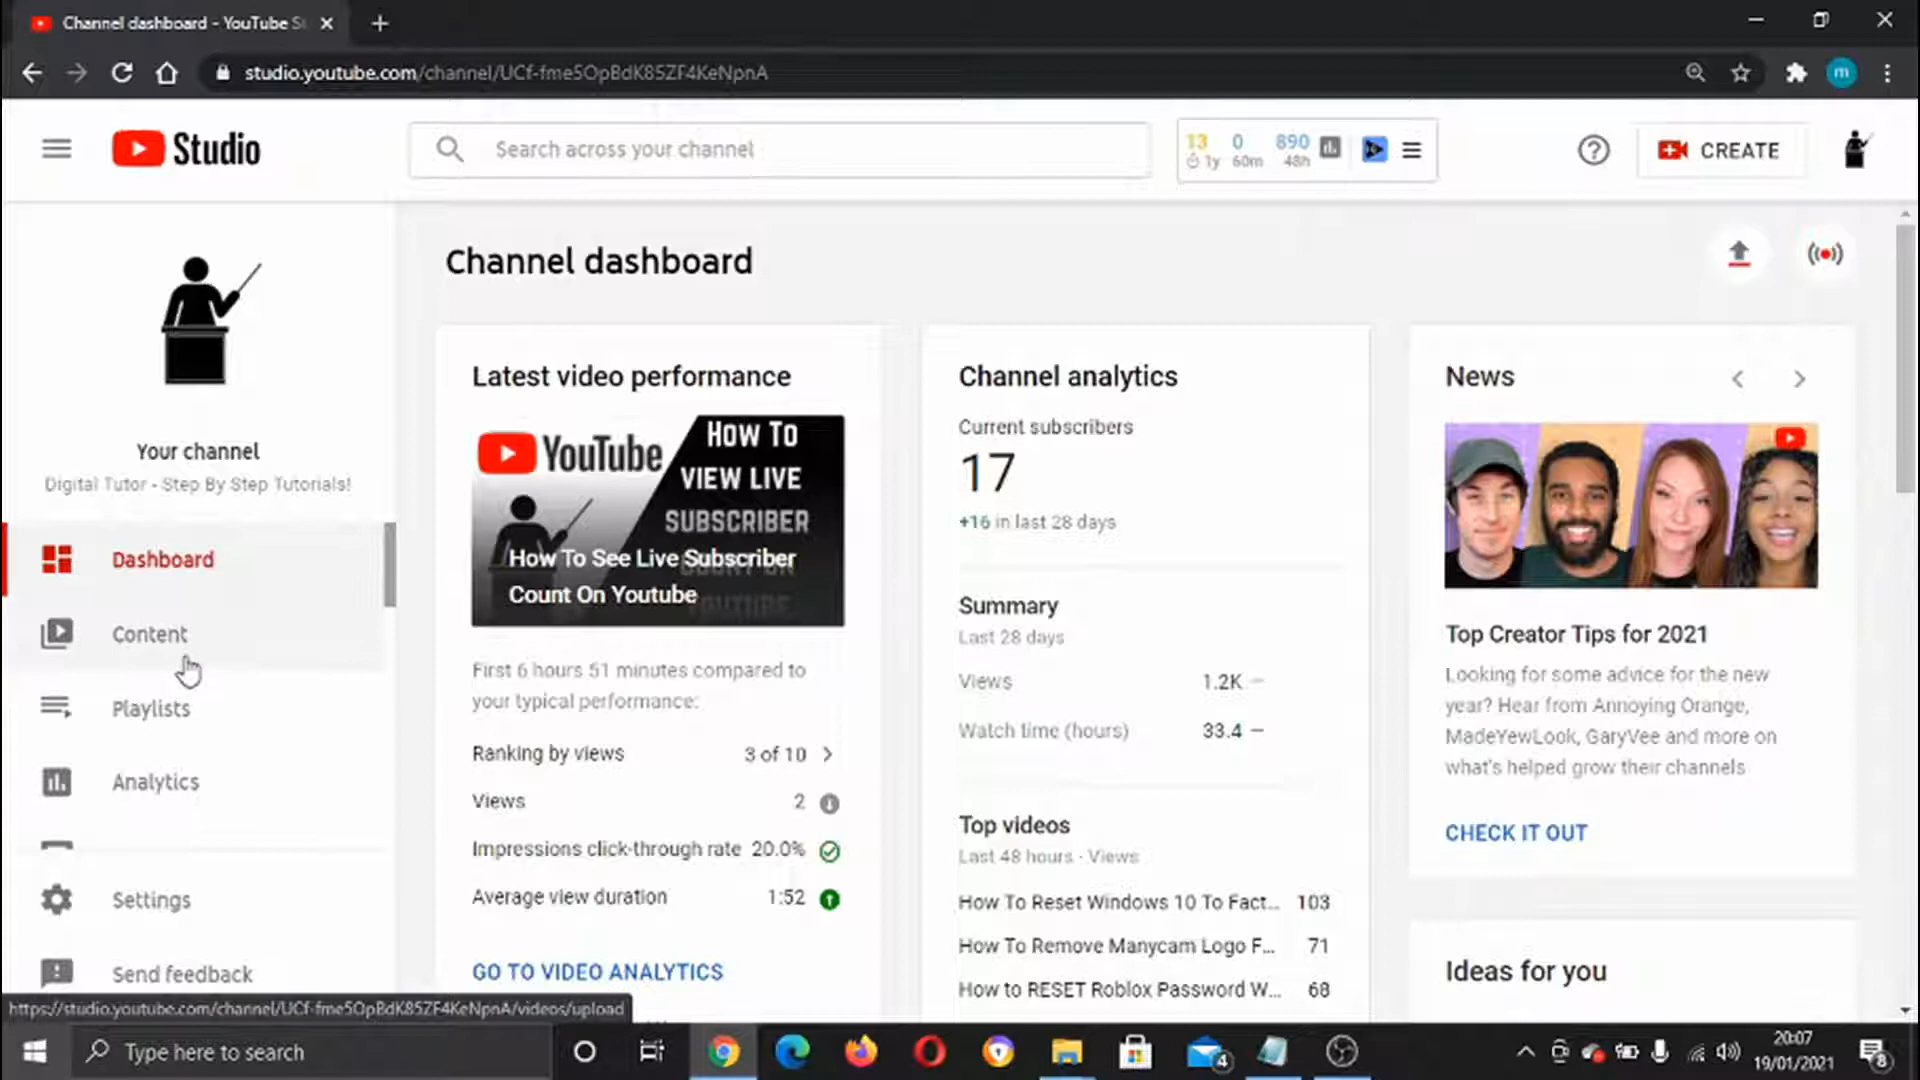 Channel dashboard - YouTube S
studio.youtube.com/channel/UCf-fme5OpBdK85ZF4KeNpnA
m
Studio
Search across your channel
13 0 890
1y 60m 48h
CREATE
Channel dashboard
Your channel
Digital Tutor - Step By Step Tutorials!
Dashboard
Content
Playlists
Analytics
Settings
Send feedback
Latest video performance
YouTube
HOW TO
VIEW LIVE
SUBSCRIBER
COUNT ON
YOUTUBE
How To See Live Subscriber
Count On Youtube
First 6 hours 51 minutes compared to
your typical performance:
Ranking by views 3 of 10
Views 2
Impressions click-through rate 20.0%
Average view duration 1:52
GO TO VIDEO ANALYTICS
Channel analytics
Current subscribers
17
+16 in last 28 days
Summary
Last 28 days
Views 1.2K —
Watch time (hours) 33.4 —
Top videos
Last 48 hours · Views
How To Reset Windows 10 To Fact... 103
How To Remove Manycam Logo F... 71
How to RESET Roblox Password W... 68
News
Top Creator Tips for 2021
Looking for some advice for the new
year? Hear from Annoying Orange,
MadeYewLook, GaryVee and more on
what's helped grow their channels
CHECK IT OUT
Ideas for you
https://studio.youtube.com/channel/UCf-fme5OpBdK85ZF4KeNpnA/videos/upload
Type here to search
4
20:07
19/01/2021
8